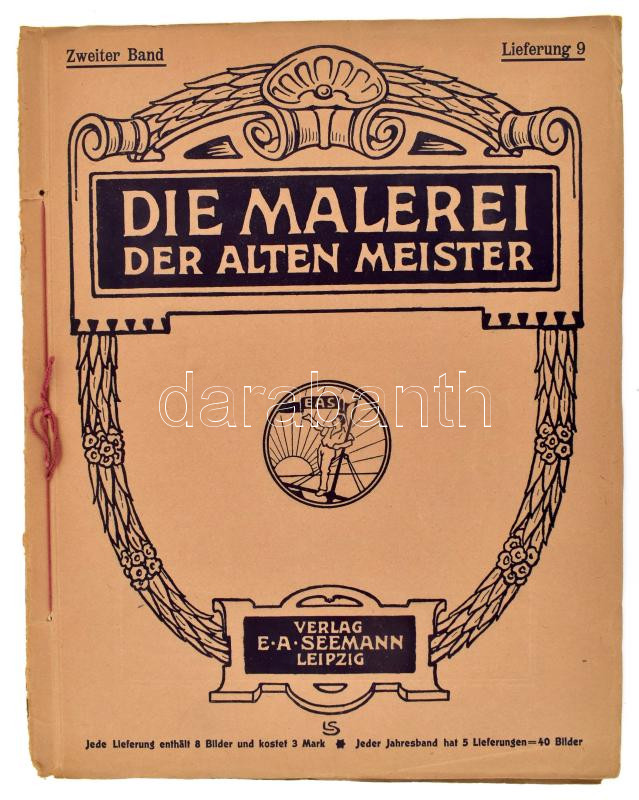 Zweiter Band
Lieferung 9
DIE MALEREI
DER ALTEN MEISTER
EAS
darabanth
VERLAG
E·A·SEEMANN
LEIPZIG
LS
Jede Lieferung enthält 8 Bilder und kostet 3 Mark ✱ Jeder Jahresband hat 5 Lieferungen=40 Bilder